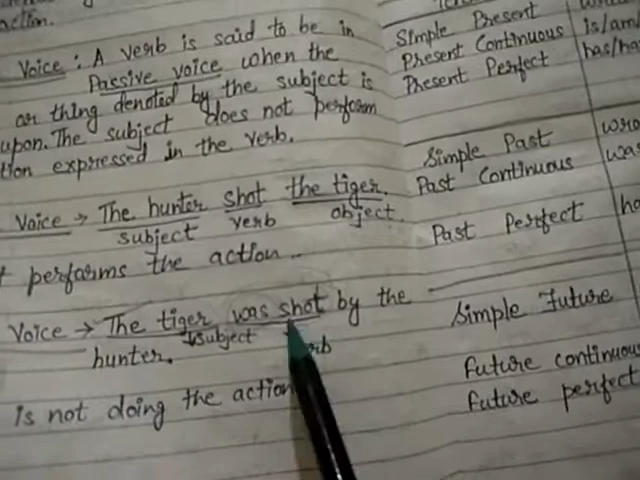 action.
Voice : A verb is said to be in
Passive voice when the
or thing denoted by the subject is
upon. The subject does not perform
tion expressed in the verb.
Voice → The hunter shot the tiger.
subject verb object
performs the action.
Voice → The tiger was shot by the
subject
hunter.
is not doing the action
Simple Present
Present Continuous is/am/
Present Perfect has/ha
Simple Past wro
Past Continuous was
Past Perfect ha
Simple Future
Future continuous
Future perfect